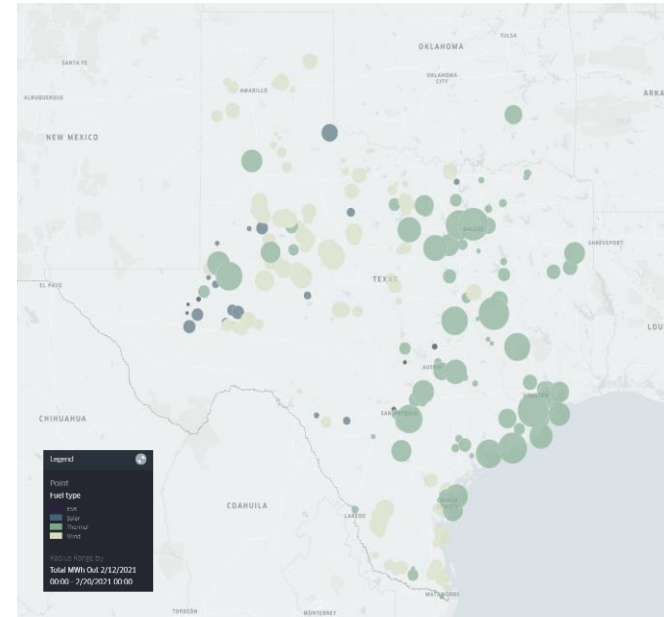 TULSA
OKLAHOMA
SANTA FE
OKLAHOMA
CITY
AMARILLO
ALBUQUERQUE
ARKA
NEW MEXICO
DALLAS
SHREVEPORT
TEXAS
EL PASO
LOU
AUSTIN
HOUSTON
CHIHUAHUA
SAN ANTONIO
Legend
Point
Fuel type
ESR
Solar
Thermal
Wind
Radius Range by
Total MWh Out 2/12/2021
00:00 - 2/20/2021 00:00
COAHUILA
LAREDO
CORPUS
MATAMOROS
TORREÓN
MONTERREY